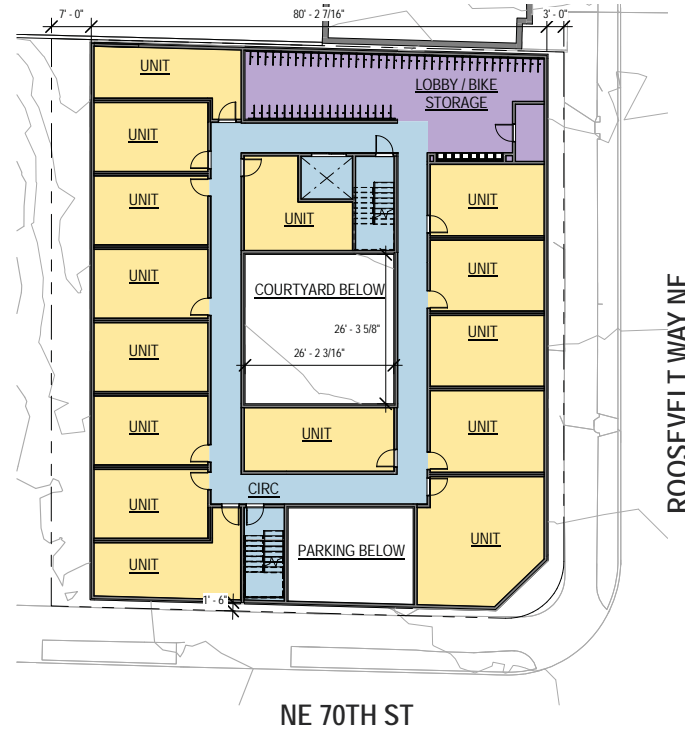 7' - 0"
80' - 2 7/16"
3' - 0"
UNIT
LOBBY / BIKE
STORAGE
UNIT
UNIT
UNIT
UNIT
UNIT
UNIT
COURTYARD BELOW
UNIT
26' - 3 5/8"
26' - 2 3/16"
UNIT
UNIT
UNIT
UNIT
UNIT
UNIT
CIRC
UNIT
UNIT
PARKING BELOW
UNIT
1' - 6"
ROOSEVELT WAY NE
NE 70TH ST